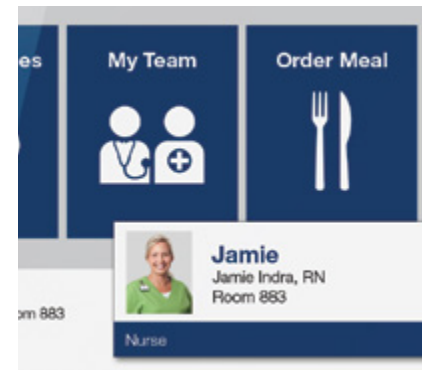 es
My Team
Order Meal
Jamie
Jamie Indra, RN
Room 883
om 883
Nurse